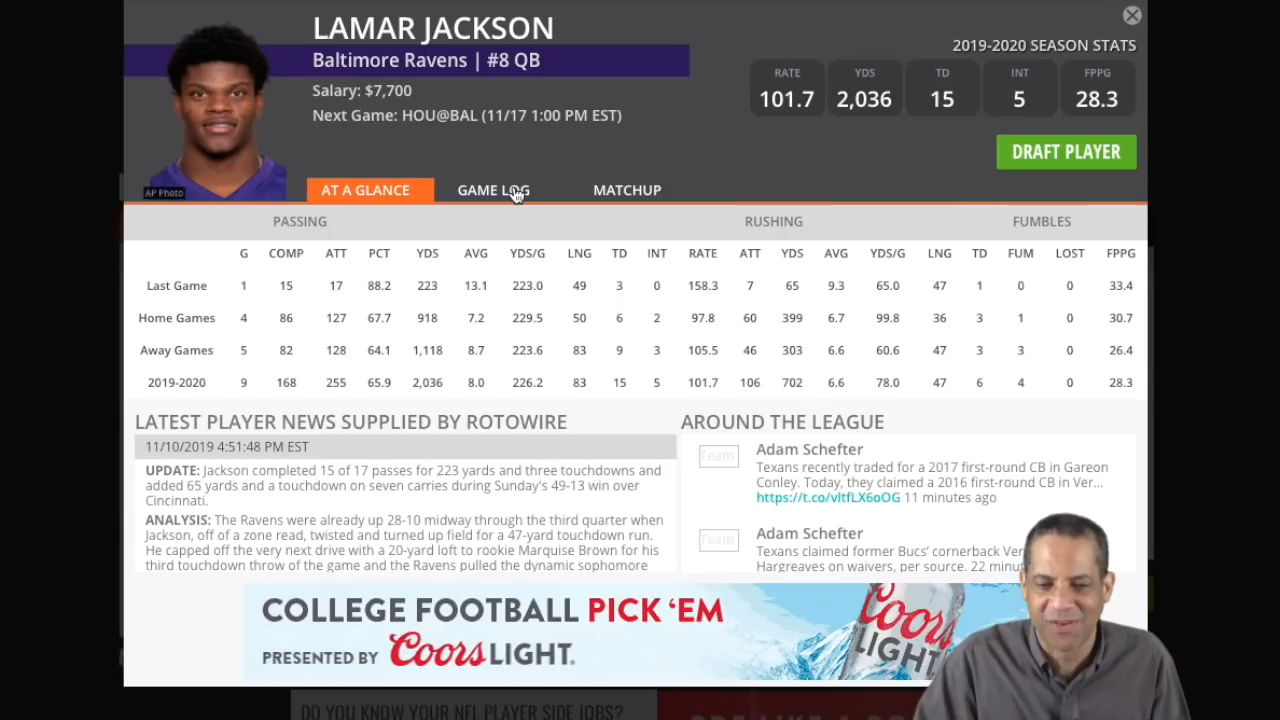 LAMAR JACKSON
Baltimore Ravens | #8 QB
Salary: $7,700
Next Game: HOU@BAL (11/17 1:00 PM EST)
2019-2020 SEASON STATS
RATE YDS TD INT FPPG
101.7 2,036 15 5 28.3
DRAFT PLAYER
AP Photo
AT A GLANCE GAME LOG MATCHUP
PASSING RUSHING FUMBLES
G COMP ATT PCT YDS AVG YDS/G LNG TD INT RATE ATT YDS AVG YDS/G LNG TD FUM LOST FPPG
Last Game 1 15 17 88.2 223 13.1 223.0 49 3 0 158.3 7 65 9.3 65.0 47 1 0 0 33.4
Home Games 4 86 127 67.7 918 7.2 229.5 50 6 2 97.8 60 399 6.7 99.8 36 3 1 0 30.7
Away Games 5 82 128 64.1 1,118 8.7 223.6 83 9 3 105.5 46 303 6.6 60.6 47 3 3 0 26.4
2019-2020 9 168 255 65.9 2,036 8.0 226.2 83 15 5 101.7 106 702 6.6 78.0 47 6 4 0 28.3
LATEST PLAYER NEWS SUPPLIED BY ROTOWIRE
11/10/2019 4:51:48 PM EST
UPDATE: Jackson completed 15 of 17 passes for 223 yards and three touchdowns and
added 65 yards and a touchdown on seven carries during Sunday's 49-13 win over
Cincinnati.
ANALYSIS: The Ravens were already up 28-10 midway through the third quarter when
Jackson, off of a zone read, twisted and turned up field for a 47-yard touchdown run.
He capped off the very next drive with a 20-yard loft to rookie Marquise Brown for his
third touchdown throw of the game and the Ravens pulled the dynamic sophomore
AROUND THE LEAGUE
Team
Adam Schefter
Texans recently traded for a 2017 first-round CB in Gareon
Conley. Today, they claimed a 2016 first-round CB in Ver...
https://t.co/vltfLX6oOG 11 minutes ago
Team
Adam Schefter
Texans claimed former Bucs' cornerback Ver
Hargreaves on waivers, per source. 22 minut
COLLEGE FOOTBALL PICK 'EM
PRESENTED BY Coors LIGHT.
Coors
LIGHT
DO YOU KNOW YOUR NFL PLAYER SIDE JOBS?